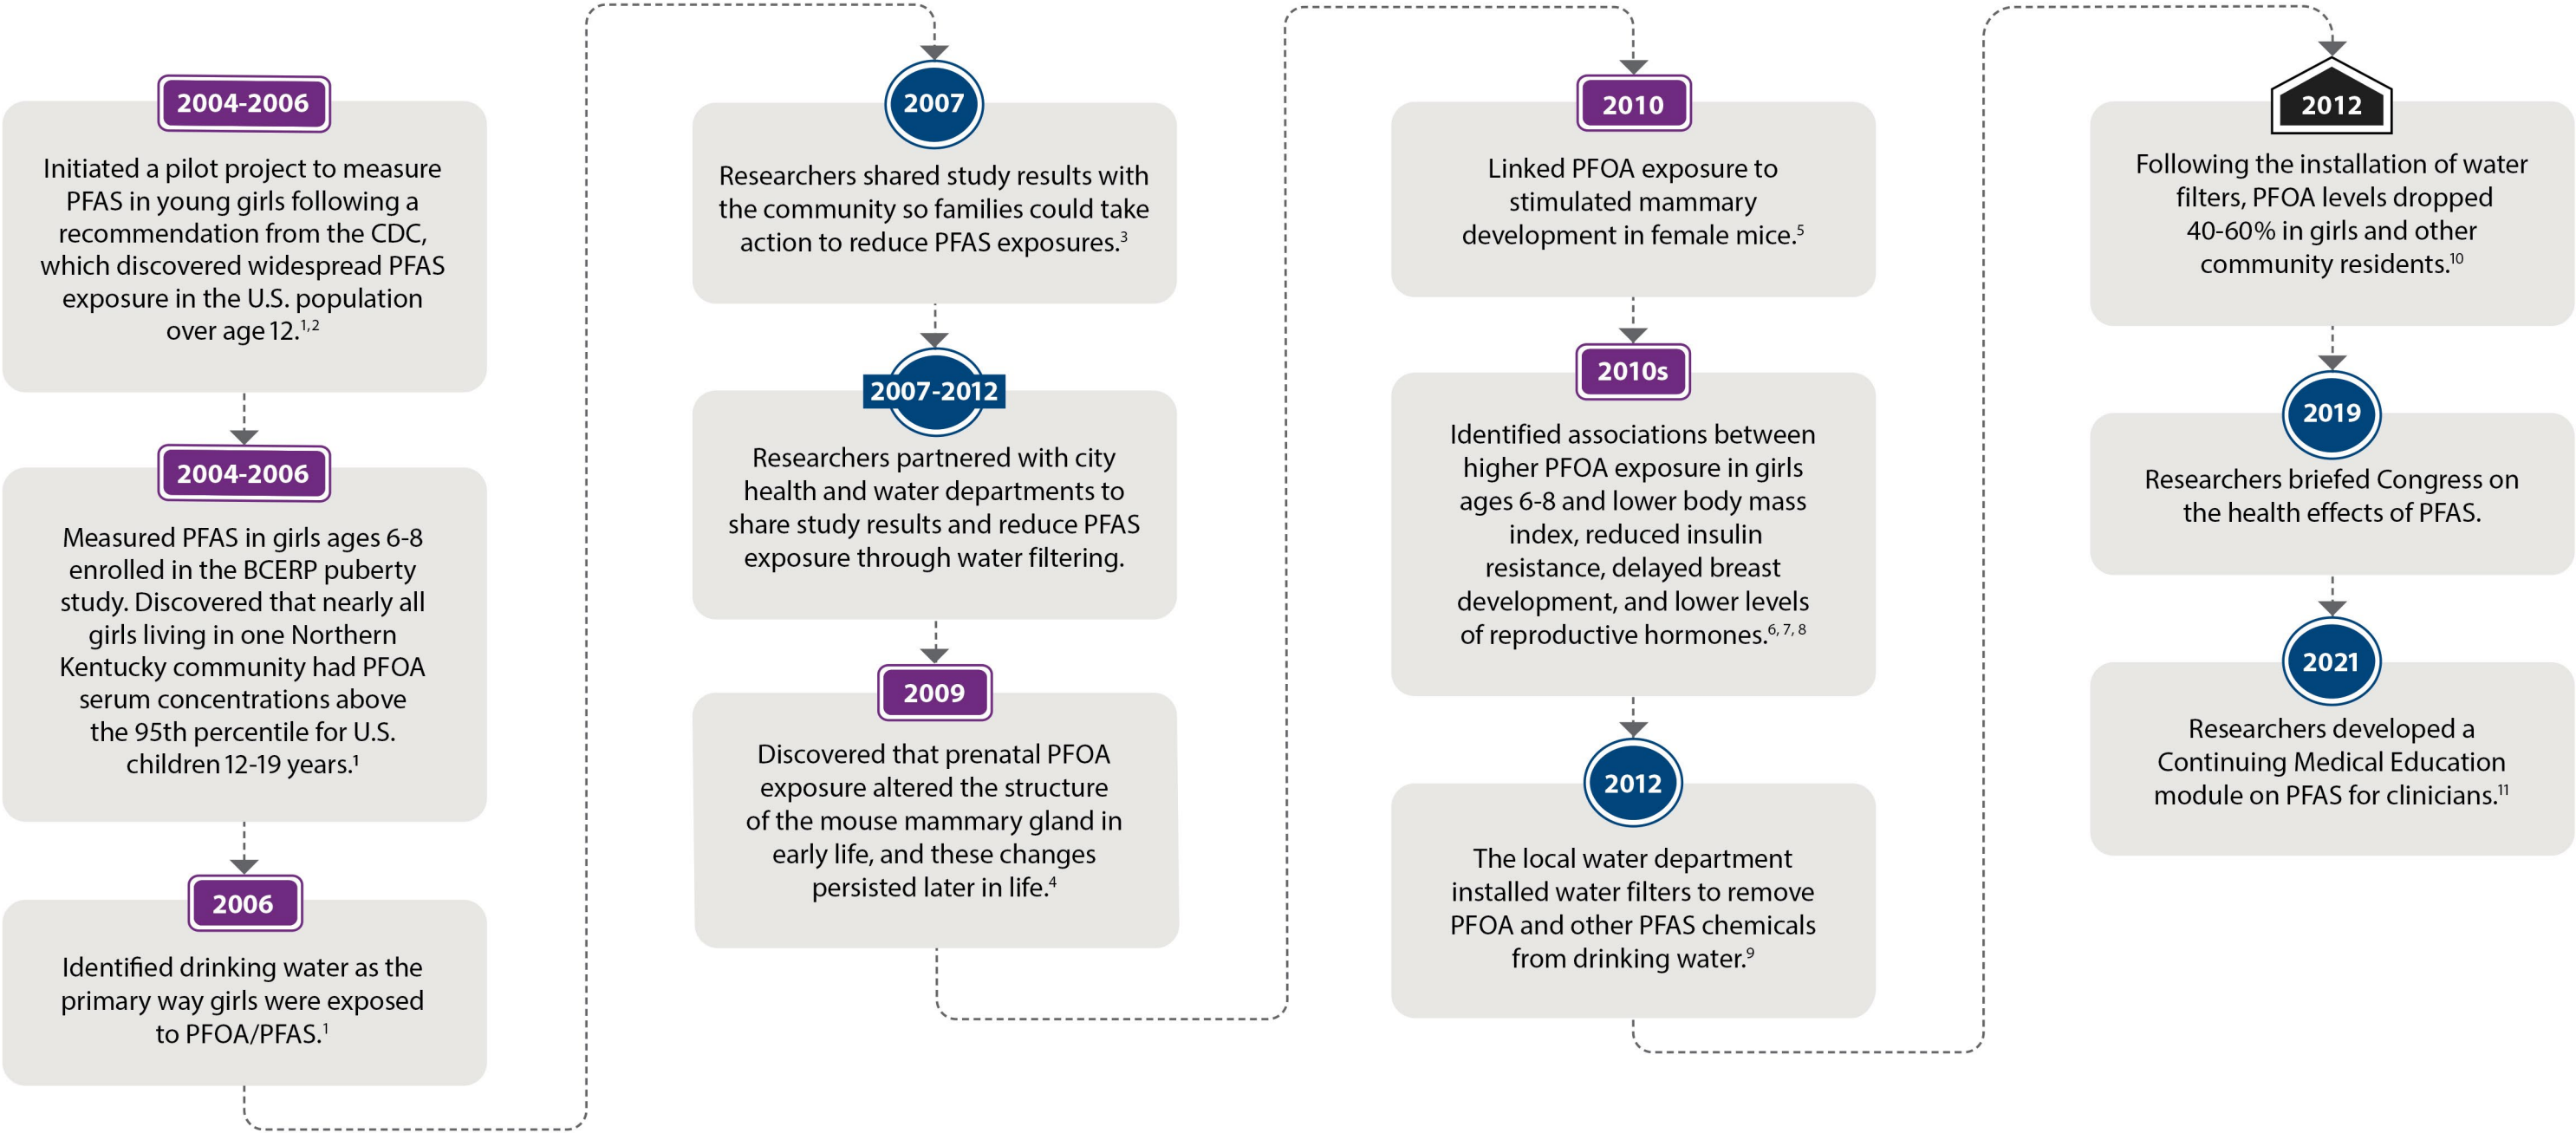 2004-2006
Initiated a pilot project to measure
PFAS in young girls following a
recommendation from the CDC,
which discovered widespread PFAS
exposure in the U.S. population
over age 12.1,2
2004-2006
Measured PFAS in girls ages 6-8
enrolled in the BCERP puberty
study. Discovered that nearly all
girls living in one Northern
Kentucky community had PFOA
serum concentrations above
the 95th percentile for U.S.
children 12-19 years.1
2006
Identified drinking water as the
primary way girls were exposed
to PFOA/PFAS.1
2007
Researchers shared study results with
the community so families could take
action to reduce PFAS exposures.3
2007-2012
Researchers partnered with city
health and water departments to
share study results and reduce PFAS
exposure through water filtering.
2009
Discovered that prenatal PFOA
exposure altered the structure
of the mouse mammary gland in
early life, and these changes
persisted later in life.4
2010
Linked PFOA exposure to
stimulated mammary
development in female mice.5
2010s
Identified associations between
higher PFOA exposure in girls
ages 6-8 and lower body mass
index, reduced insulin
resistance, delayed breast
development, and lower levels
of reproductive hormones.6, 7, 8
2012
The local water department
installed water filters to remove
PFOA and other PFAS chemicals
from drinking water.9
2012
Following the installation of water
filters, PFOA levels dropped
40-60% in girls and other
community residents.10
2019
Researchers briefed Congress on
the health effects of PFAS.
2021
Researchers developed a
Continuing Medical Education
module on PFAS for clinicians.11